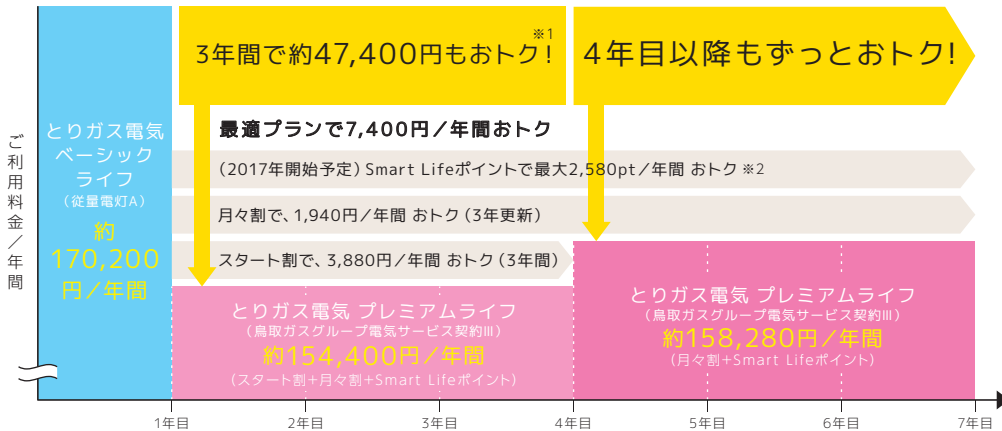 ※1
3年間で約47,400円もおトク!
4年目以降もずっとおトク!
ご利用料金/年間
とりガス電気
ベーシック
ライフ
(従量電灯A)
約
170,200
円/年間
最適プランで7,400円/年間おトク
(2017年開始予定)Smart Lifeポイントで最大2,580pt/年間 おトク ※2
月々割で、1,940円/年間 おトク(3年更新)
スタート割で、3,880円/年間 おトク(3年間)
とりガス電気 プレミアムライフ
(鳥取ガスグループ電気サービス契約Ⅲ)
約154,400円/年間
(スタート割+月々割+Smart Lifeポイント)
とりガス電気 プレミアムライフ
(鳥取ガスグループ電気サービス契約Ⅲ)
約158,280円/年間
(月々割+Smart Lifeポイント)
1年目
2年目
3年目
4年目
5年目
6年目
7年目